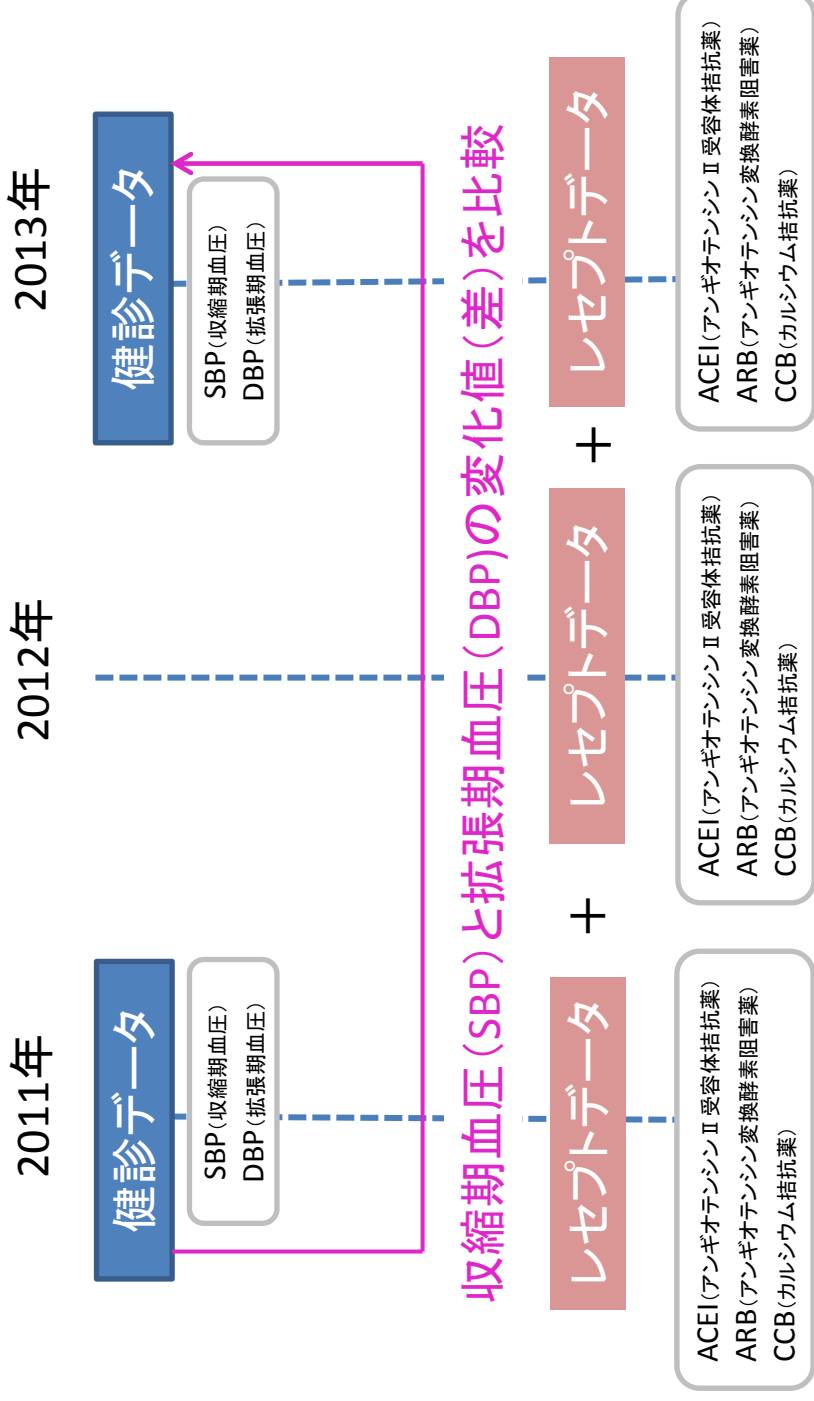 2011年
2012年
2013年
健診データ
健診データ
SBP(収縮期血圧)
DBP(拡張期血圧)
SBP(収縮期血圧)
DBP(拡張期血圧)
収縮期血圧(SBP)と拡張期血圧(DBP)の変化値(差)を比較
レセプトデータ
+
レセプトデータ
+
レセプトデータ
ACEI(アンギオテンシンⅡ受容体拮抗薬)
ARB(アンギオテンシン変換酵素阻害薬)
CCB(カルシウム拮抗薬)
ACEI(アンギオテンシンⅡ受容体拮抗薬)
ARB(アンギオテンシン変換酵素阻害薬)
CCB(カルシウム拮抗薬)
ACEI(アンギオテンシンⅡ受容体拮抗薬)
ARB(アンギオテンシン変換酵素阻害薬)
CCB(カルシウム拮抗薬)